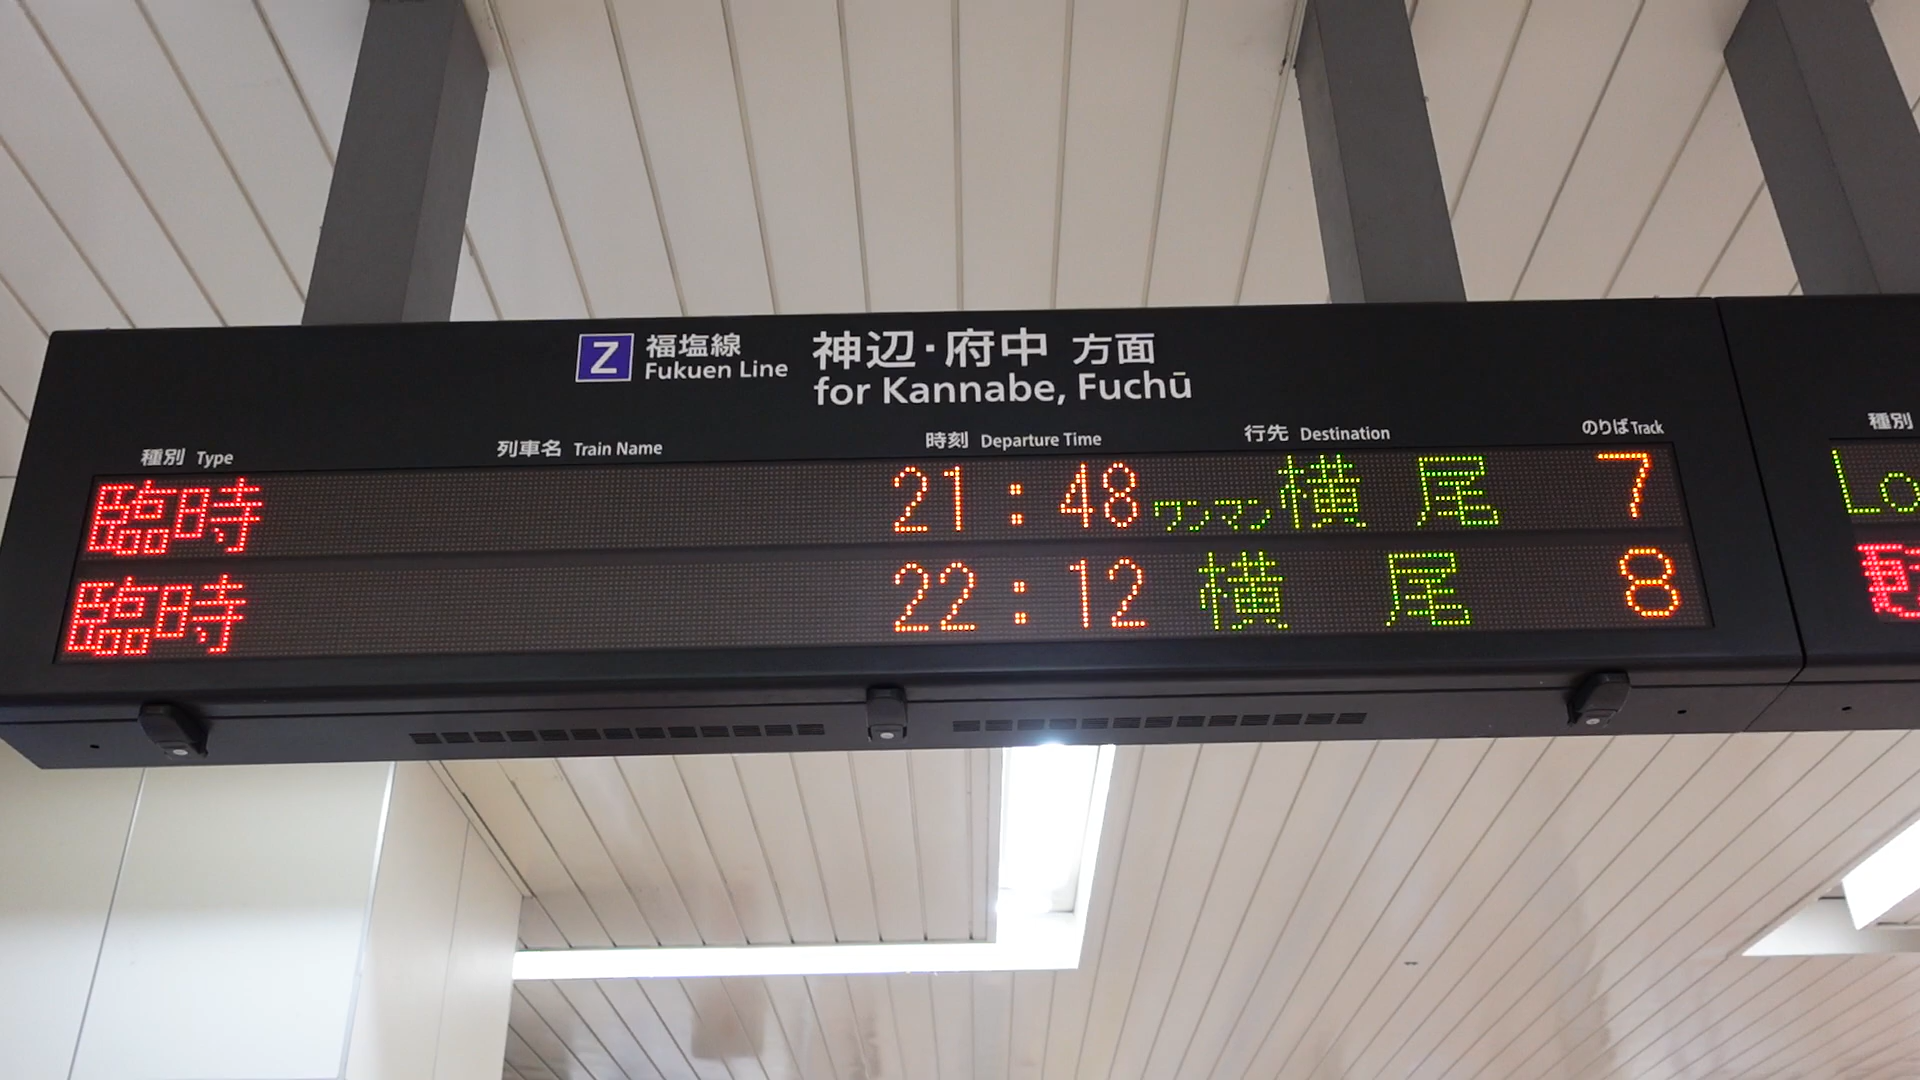 Z 福塩線 神辺・府中 方面
Fukuen Line for Kannabe, Fuchū
種別 Type 列車名 Train Name 時刻 Departure Time 行先 Destination のりば Track
臨時 21:48 ワンマン 横尾 7
臨時 22:12 横尾 8
種別
Lo